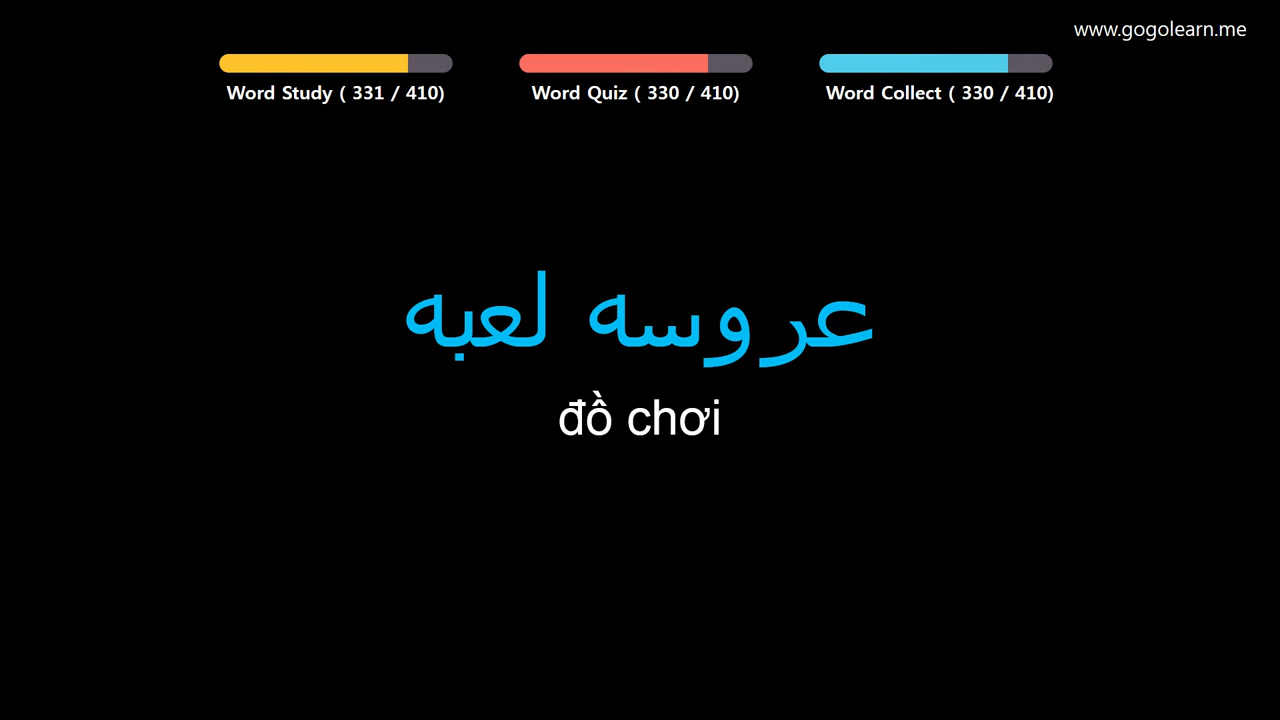 www.gogolearn.me
Word Study ( 331 / 410)
Word Quiz ( 330 / 410)
Word Collect ( 330 / 410)
عروسه لعبه
đồ chơi